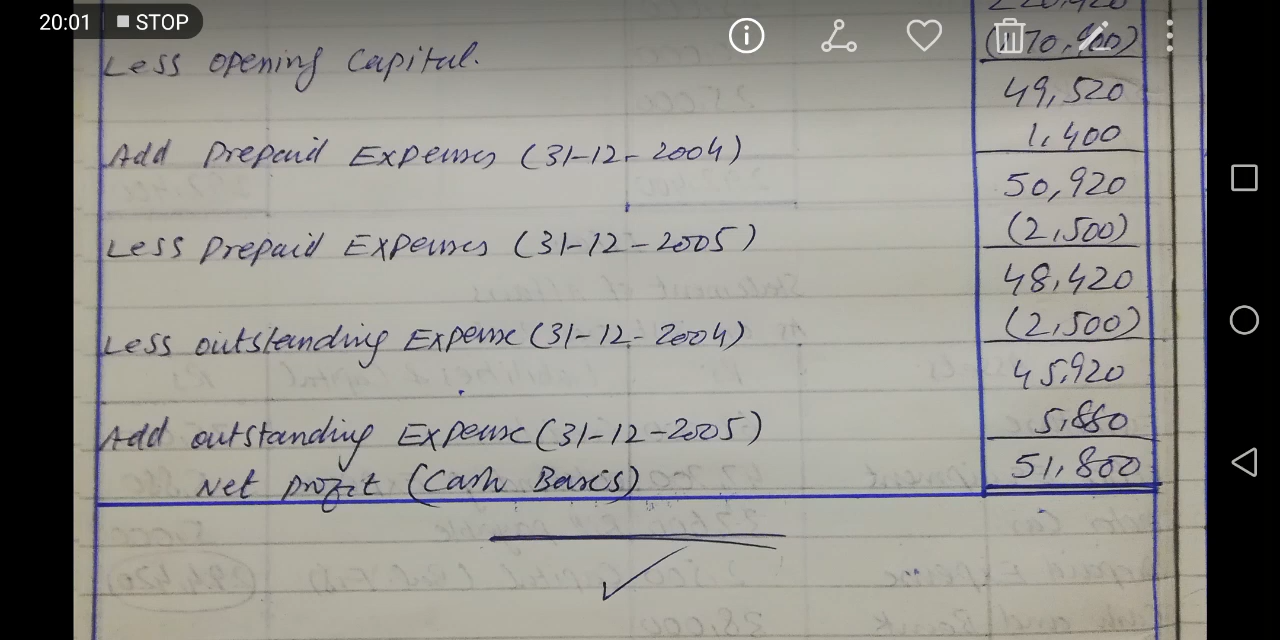 20:01 STOP
Less opening Capital.
49,520
Add Prepaid Expenses (31-12-2004) 1,400
50,920
Less Prepaid Expenses (31-12-2005) (2,500)
48,420
Less outstanding Expense (31-12-2004) (2,500)
45,920
Add outstanding Expense (31-12-2005) 5,880
Net profit (Cash Basis) 51,800